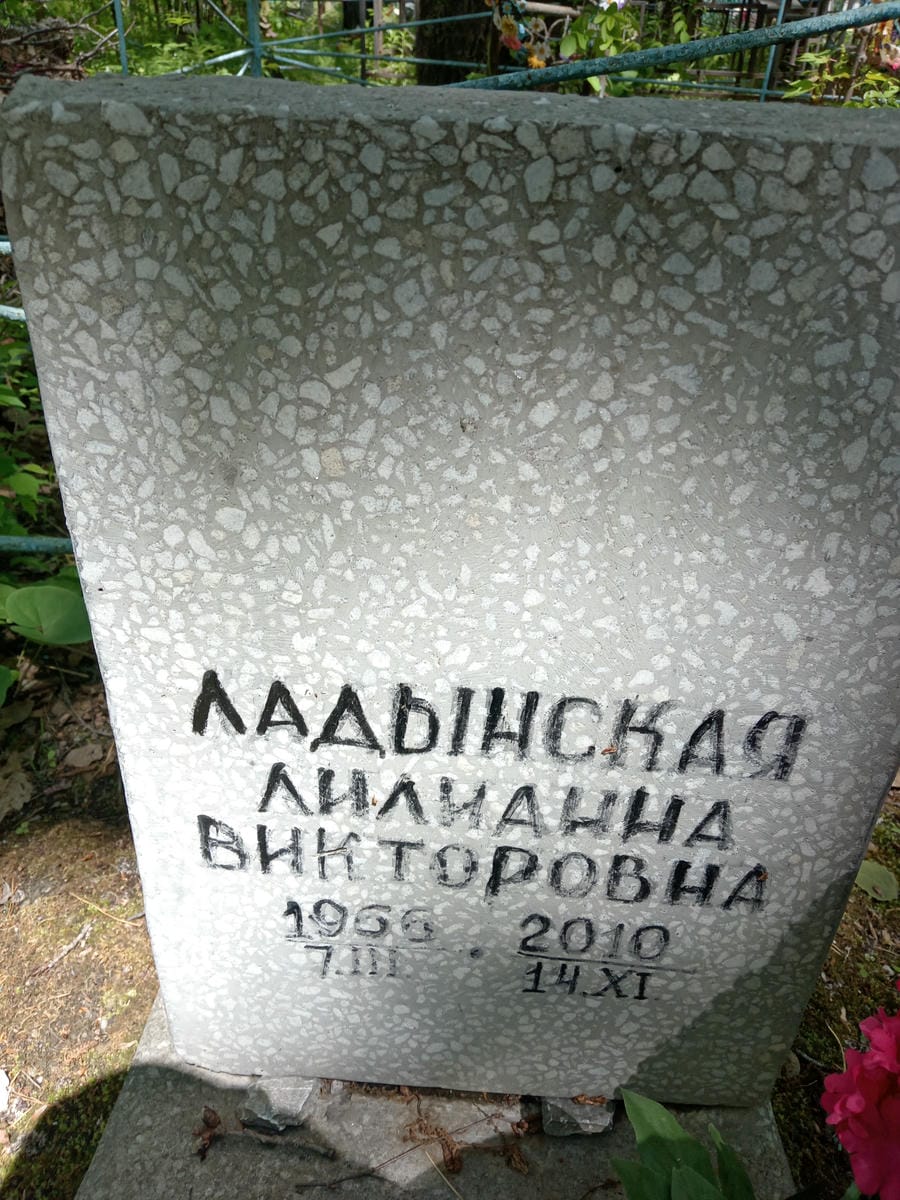 ЛАДЫНСКАЯ
ЛИЛИАННА
ВИКТОРОВНА
1966 · 2010
7.III. 14.XI